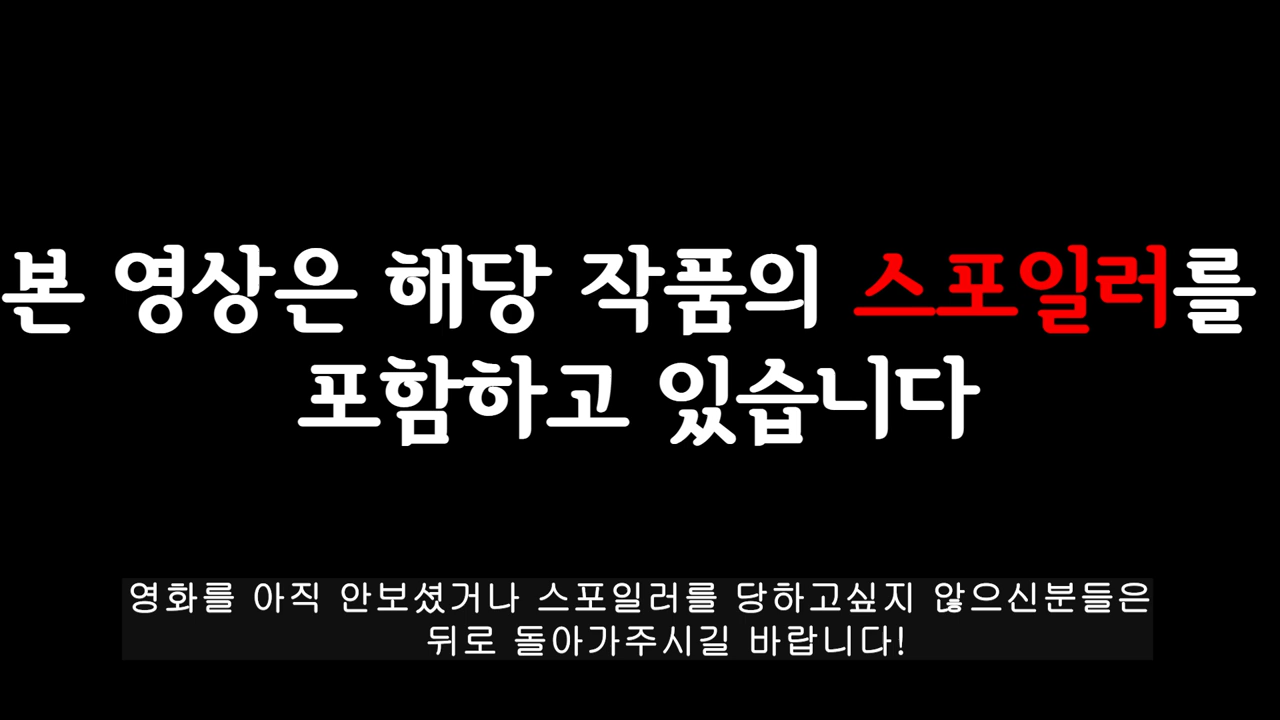 본 영상은 해당 작품의 스포일러를
포함하고 있습니다
영화를 아직 안보셨거나 스포일러를 당하고싶지 않으신분들은
뒤로 돌아가주시길 바랍니다!